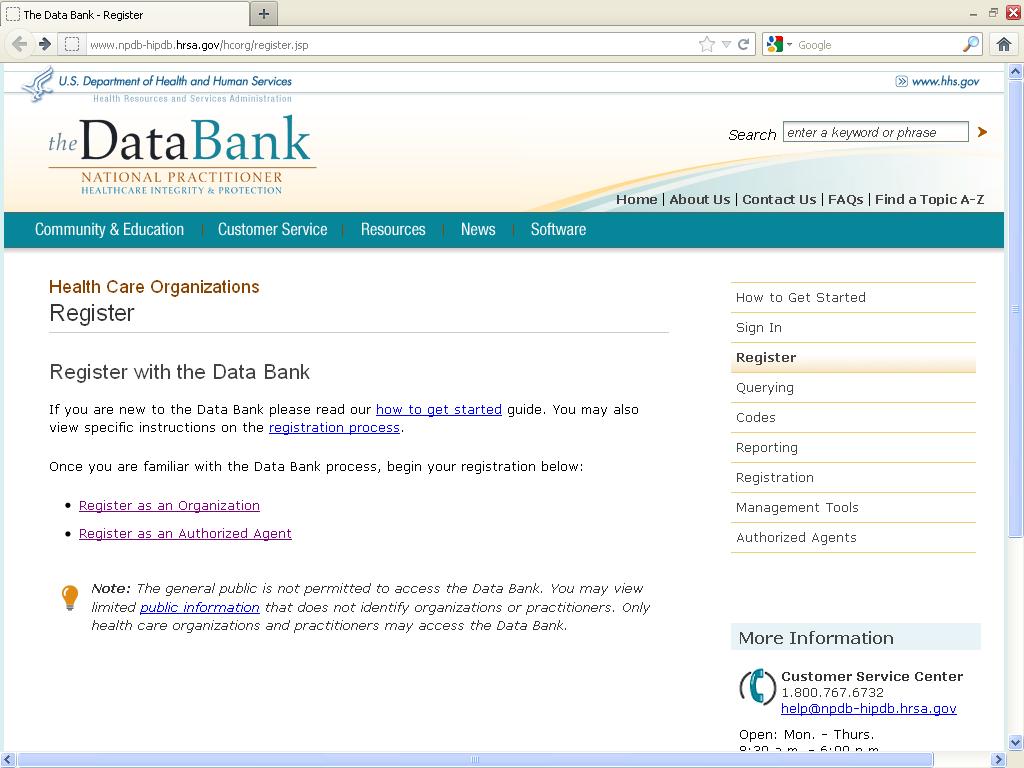 The Data Bank - Register
www.npdb-hipdb.hrsa.gov/hcorg/register.jsp
Google
U.S. Department of Health and Human Services
www.hhs.gov
Health Resources and Services Administration
the DataBank
NATIONAL PRACTITIONER
HEALTHCARE INTEGRITY & PROTECTION
Search
enter a keyword or phrase
Home | About Us | Contact Us | FAQs | Find a Topic A-Z
Community & Education | Customer Service | Resources | News | Software
Health Care Organizations
Register
Register with the Data Bank
If you are new to the Data Bank please read our how to get started guide. You may also
view specific instructions on the registration process.
Once you are familiar with the Data Bank process, begin your registration below:
• Register as an Organization
• Register as an Authorized Agent
Note: The general public is not permitted to access the Data Bank. You may view
limited public information that does not identify organizations or practitioners. Only
health care organizations and practitioners may access the Data Bank.
How to Get Started
Sign In
Register
Querying
Codes
Reporting
Registration
Management Tools
Authorized Agents
More Information
Customer Service Center
1.800.767.6732
help@npdb-hipdb.hrsa.gov
Open: Mon. - Thurs.
8:30 a.m. - 6:00 p.m.